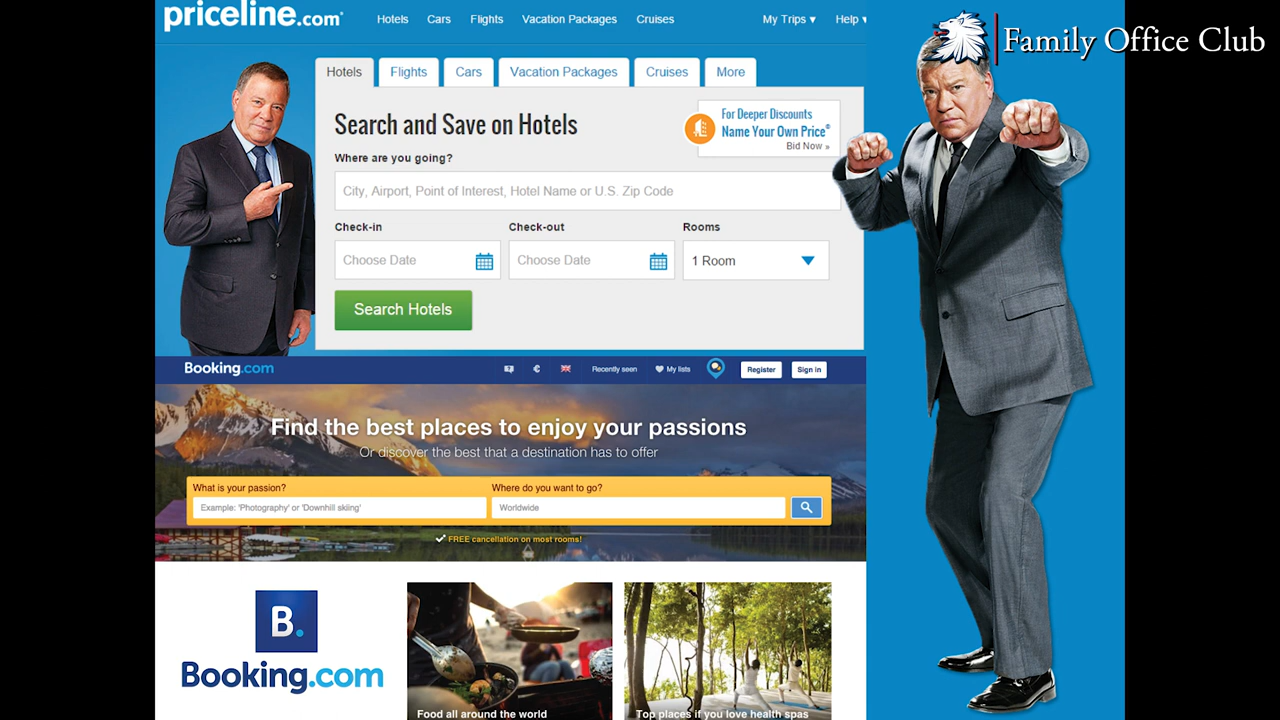 priceline.com
Hotels Cars Flights Vacation Packages Cruises My Trips Help
Family Office Club
Hotels Flights Cars Vacation Packages Cruises More
Search and Save on Hotels
For Deeper Discounts
Name Your Own Price®
Bid Now »
Where are you going?
City, Airport, Point of Interest, Hotel Name or U.S. Zip Code
Check-in Check-out Rooms
Choose Date Choose Date 1 Room
Search Hotels
Booking.com
€ Recently seen My lists Register Sign in
Find the best places to enjoy your passions
Or discover the best that a destination has to offer
What is your passion? Where do you want to go?
Example: 'Photography' or 'Downhill skiing' Worldwide
FREE cancellation on most rooms!
B.
Booking.com
Food all around the world
Top places if you love health spas